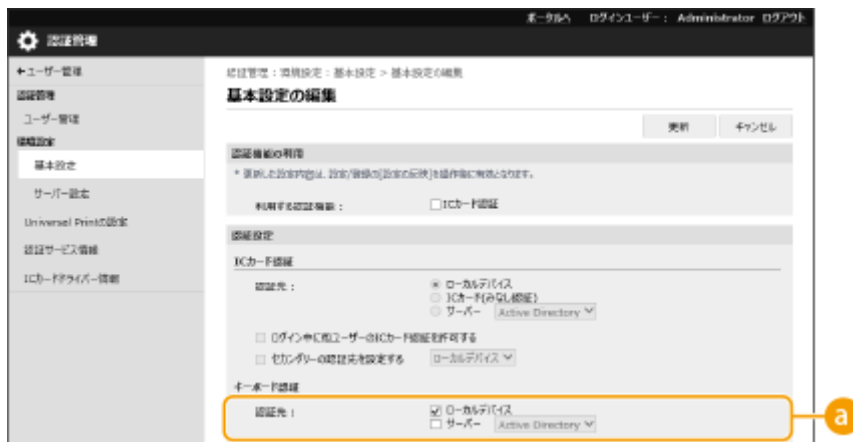 ポータルへ ログインユーザー： Administrator ログアウト
認証管理
ユーザー管理
認証管理：環境設定：基本設定 > 基本設定の編集
認証管理
基本設定の編集
ユーザー管理
更新 キャンセル
環境設定
基本設定
認証機能の利用
* 更新した設定内容は、設定/登録の[設定の反映]を操作後に有効となります。
サーバー設定
利用する認証機能： ICカード認証
Universal Printの設定
認証設定
認証サービス情報
ICカード認証
ICカードドライバー情報
認証先： ローカルデバイス
ICカード(みなし認証)
サーバー Active Directory
ログイン中に他ユーザーのICカード認証を許可する
セカンダリーの認証先を設定する ローカルデバイス
キーボード認証
認証先： ローカルデバイス
サーバー Active Directory
a